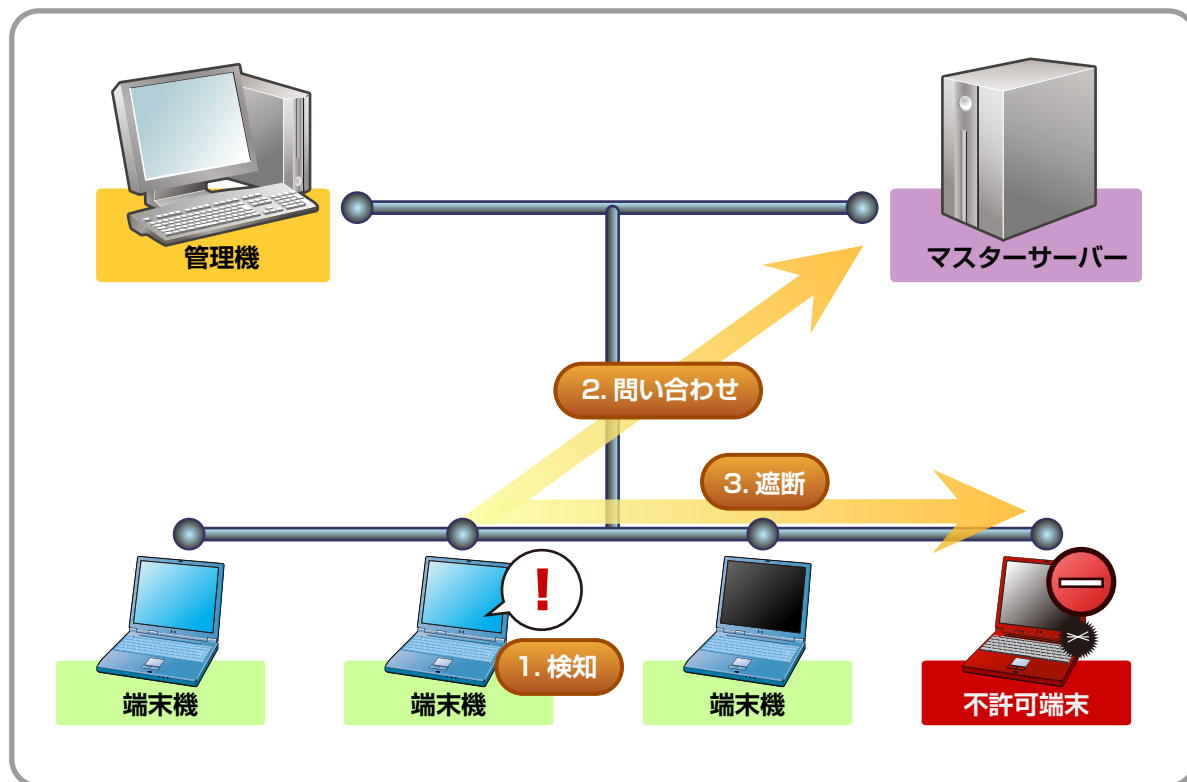 管理機
マスターサーバー
2. 問い合わせ
3. 遮断
!
1. 検知
端末機
端末機
端末機
不許可端末